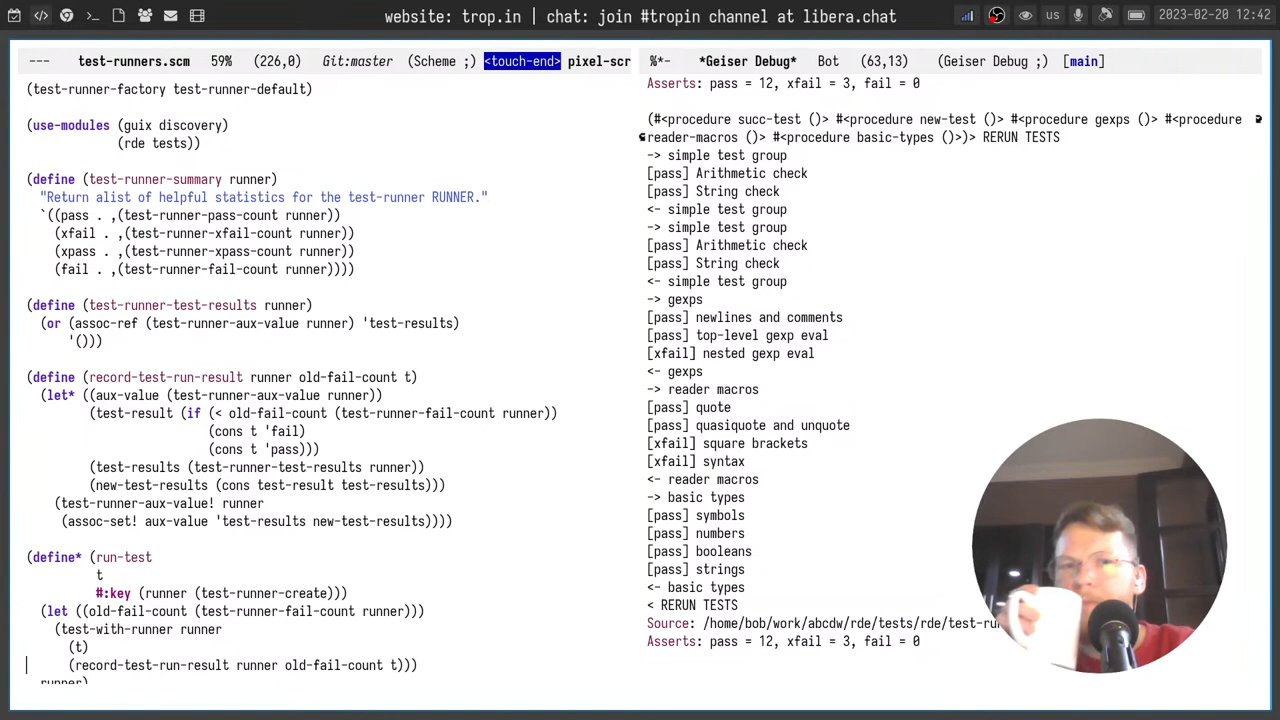 website: trop.in | chat: join #tropin channel at libera.chat
us
2023-02-20 12:42
--- test-runners.scm 59% (226,0) Git:master (Scheme ;) <touch-end> pixel-scr
(test-runner-factory test-runner-default)
(use-modules (guix discovery)
(rde tests))
(define (test-runner-summary runner)
"Return alist of helpful statistics for the test-runner RUNNER."
`((pass . ,(test-runner-pass-count runner))
(xfail . ,(test-runner-xfail-count runner))
(xpass . ,(test-runner-xpass-count runner))
(fail . ,(test-runner-fail-count runner))))
(define (test-runner-test-results runner)
(or (assoc-ref (test-runner-aux-value runner) 'test-results)
'()))
(define (record-test-run-result runner old-fail-count t)
(let* ((aux-value (test-runner-aux-value runner))
(test-result (if (< old-fail-count (test-runner-fail-count runner))
(cons t 'fail)
(cons t 'pass)))
(test-results (test-runner-test-results runner))
(new-test-results (cons test-result test-results)))
(test-runner-aux-value! runner
(assoc-set! aux-value 'test-results new-test-results))))
(define* (run-test
t
#:key (runner (test-runner-create)))
(let ((old-fail-count (test-runner-fail-count runner)))
(test-with-runner runner
(t)
(record-test-run-result runner old-fail-count t)))
runner)
%*- *Geiser Debug* Bot (63,13) (Geiser Debug ;) [main]
Asserts: pass = 12, xfail = 3, fail = 0
(#<procedure succ-test ()> #<procedure new-test ()> #<procedure gexps ()> #<procedure
reader-macros ()> #<procedure basic-types ()>)> RERUN TESTS
-> simple test group
[pass] Arithmetic check
[pass] String check
<- simple test group
-> simple test group
[pass] Arithmetic check
[pass] String check
<- simple test group
-> gexps
[pass] newlines and comments
[pass] top-level gexp eval
[xfail] nested gexp eval
<- gexps
-> reader macros
[pass] quote
[pass] quasiquote and unquote
[xfail] square brackets
[xfail] syntax
<- reader macros
-> basic types
[pass] symbols
[pass] numbers
[pass] booleans
[pass] strings
<- basic types
< RERUN TESTS
Source: /home/bob/work/abcdw/rde/tests/rde/test-ru
Asserts: pass = 12, xfail = 3, fail = 0